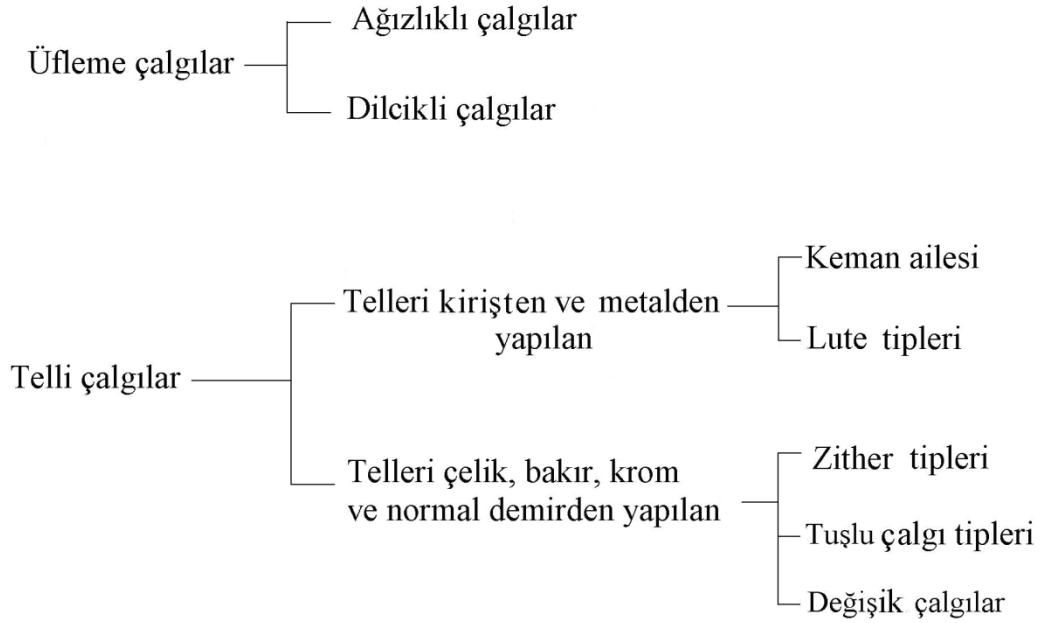 Ağızlıklı çalgılar
Üfleme çalgılar
Dilcikli çalgılar
Keman ailesi
Telleri kirişten ve metalden
yapılan
Lute tipleri
Telli çalgılar
Zither tipleri
Telleri çelik, bakır, krom
ve normal demirden yapılan
Tuşlu çalgı tipleri
Değişik çalgılar